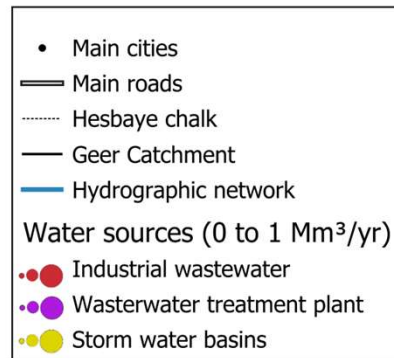 Main cities
Main roads
Hesbaye chalk
Geer Catchment
Hydrographic network
Water sources (0 to 1 Mm³/yr)
Industrial wastewater
Wasterwater treatment plant
Storm water basins